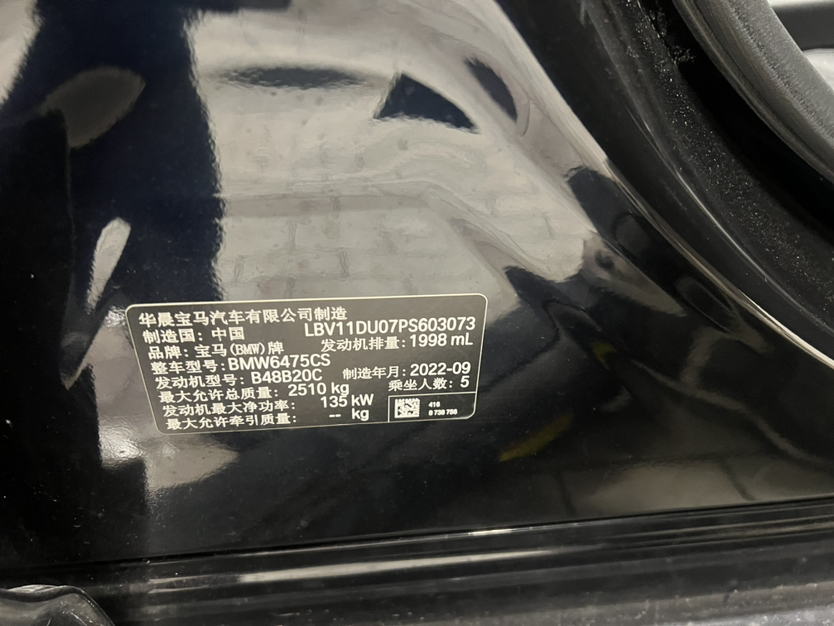 华晨宝马汽车有限公司制造
制造国：中国 LBV11DU07PS603073
品牌：宝马(BMW)牌 发动机排量：1998 mL
整车型号：BMW6475CS
发动机型号：B48B20C 制造年月：2022-09
最大允许总质量：2510 kg 乘坐人数：5
发动机最大净功率：135 kW
最大允许牵引质量：-- kg
416
8 739 786